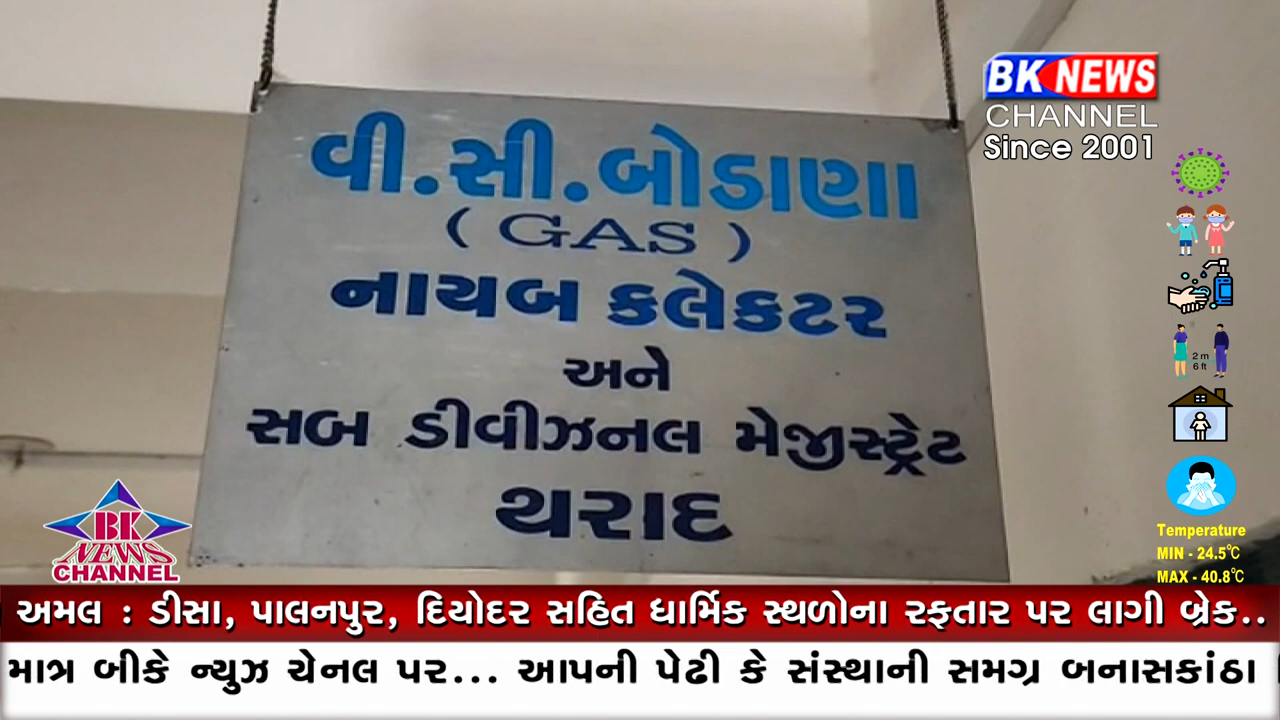 વી.સી.બોડાણા
( GAS )
નાયબ કલેકટર
અને
સબ ડીવીઝનલ મેજીસ્ટ્રેટ
થરાદ
BK NEWS
CHANNEL
Since 2001
2 m
6 ft
Temperature
MIN - 24.5℃
MAX - 40.8℃
BK
NEWS
CHANNEL
અમલ : ડીસા, પાલનપુર, દિયોદર સહિત ધાર્મિક સ્થળોના રફતાર પર લાગી બ્રેક..
માત્ર બીકે ન્યુઝ ચેનલ પર... આપની પેઢી કે સંસ્થાની સમગ્ર બનાસકાંઠા